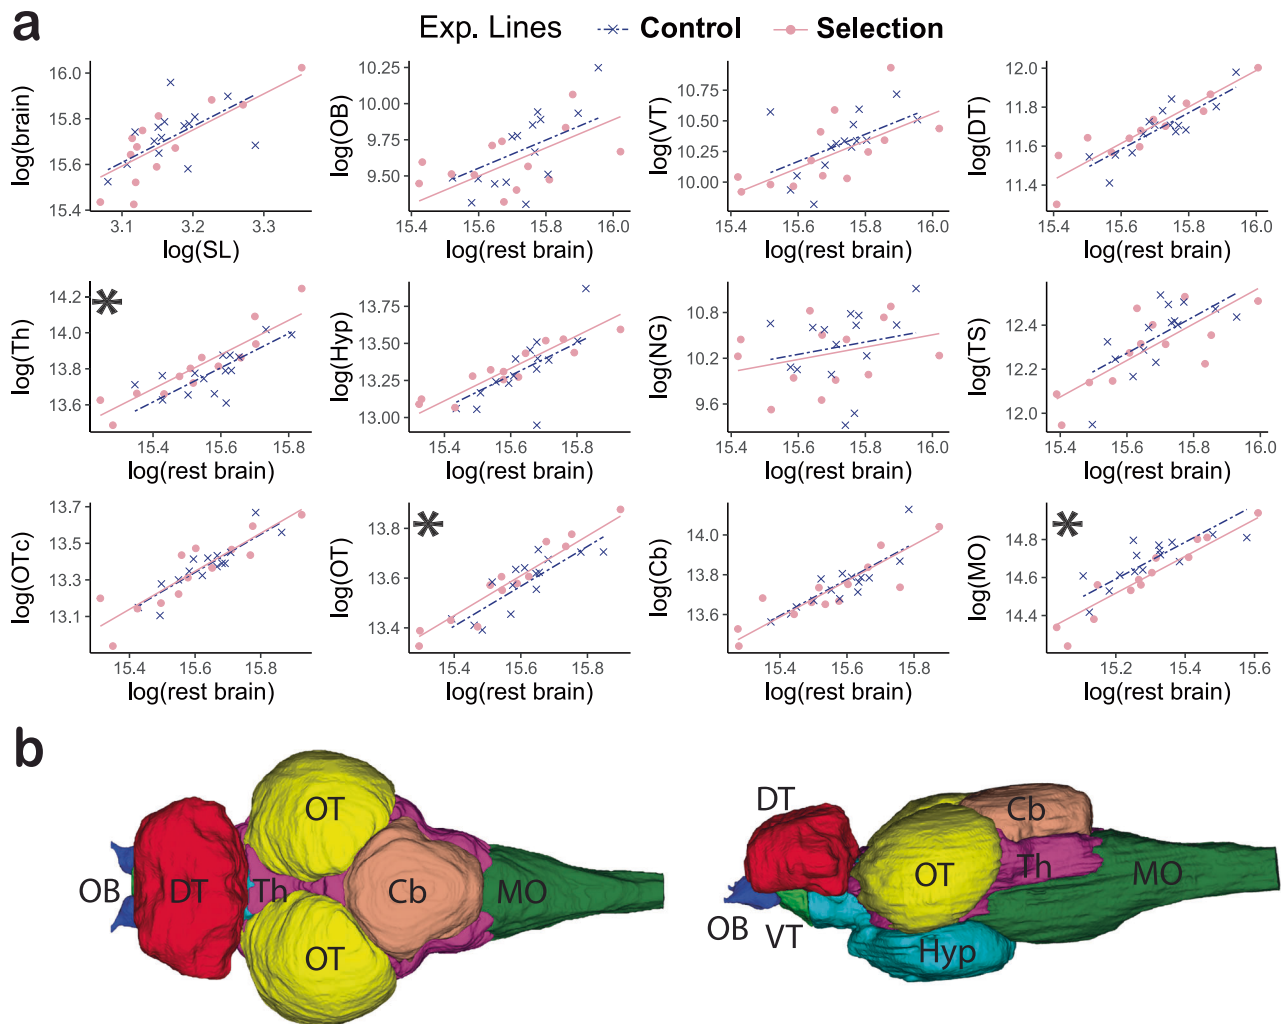 a
Exp. Lines Control Selection
log(brain)
16.0
15.8
15.6
15.4
3.1 3.2 3.3
log(SL)
log(OB)
10.25
10.00
9.75
9.50
15.4 15.6 15.8 16.0
log(rest brain)
log(VT)
10.75
10.50
10.25
10.00
15.4 15.6 15.8 16.0
log(rest brain)
log(DT)
12.0
11.8
11.6
11.4
15.4 15.6 15.8 16.0
log(rest brain)
*
log(Th)
14.2
14.0
13.8
13.6
15.4 15.6 15.8
log(rest brain)
log(Hyp)
13.75
13.50
13.25
13.00
15.4 15.6 15.8
log(rest brain)
log(NG)
10.8
10.2
9.6
15.4 15.6 15.8 16.0
log(rest brain)
log(TS)
12.4
12.0
15.4 15.6 15.8 16.0
log(rest brain)
log(OTc)
13.7
13.5
13.3
13.1
15.4 15.6 15.8
log(rest brain)
*
log(OT)
13.8
13.6
13.4
15.4 15.6 15.8
log(rest brain)
log(Cb)
14.0
13.8
13.6
15.4 15.6 15.8
log(rest brain)
*
log(MO)
14.8
14.6
14.4
15.2 15.4 15.6
log(rest brain)
b
OT
OB DT Th Cb MO
OT
DT Cb
OT Th MO
OB VT Hyp